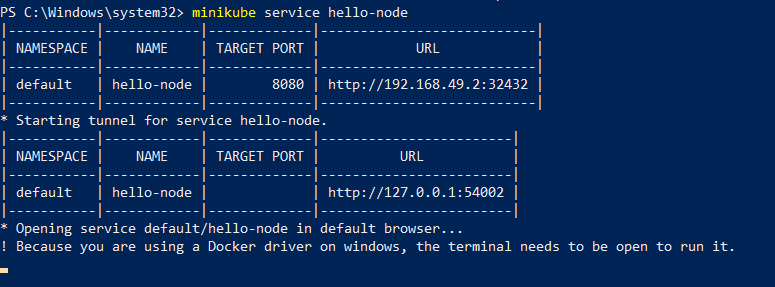 PS C:\Windows\system32> minikube service hello-node
|-----------|------------|-------------|---------------------------|
| NAMESPACE |    NAME    | TARGET PORT |            URL            |
|-----------|------------|-------------|---------------------------|
| default   | hello-node |        8080 | http://192.168.49.2:32432 |
|-----------|------------|-------------|---------------------------|
* Starting tunnel for service hello-node.
|-----------|------------|-------------|------------------------|
| NAMESPACE |    NAME    | TARGET PORT |          URL           |
|-----------|------------|-------------|------------------------|
| default   | hello-node |             | http://127.0.0.1:54002 |
|-----------|------------|-------------|------------------------|
* Opening service default/hello-node in default browser...
! Because you are using a Docker driver on windows, the terminal needs to be open to run it.